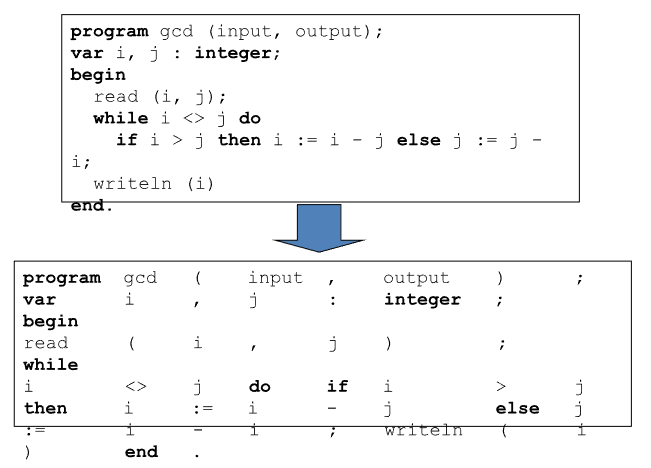 program gcd (input, output);
var i, j : integer;
begin
read (i, j);
while i <> j do
if i > j then i := i - j else j := j -
i;
writeln (i)
end.
program gcd ( input , output ) ;
var i , j : integer ;
begin
read ( i , j ) ;
while
i <> j do if i > j
then i := i - j else j
:= i - i ; writeln ( i
) end .